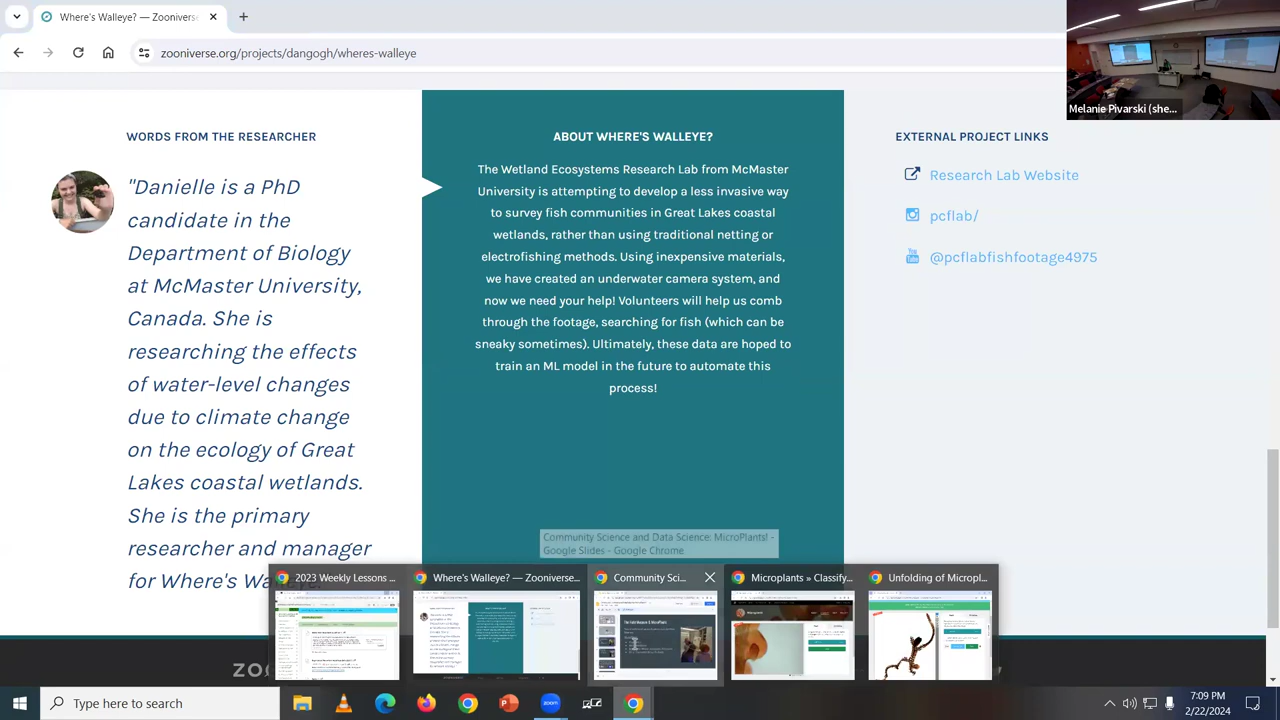 Where's Walleye? — Zooniverse
zooniverse.org/projects/dangogh/wheres-walleye
Melanie Pivarski (she...
WORDS FROM THE RESEARCHER
"Danielle is a PhD
candidate in the
Department of Biology
at McMaster University,
Canada. She is
researching the effects
of water-level changes
due to climate change
on the ecology of Great
Lakes coastal wetlands.
She is the primary
researcher and manager
for Where's Wa
ABOUT WHERE'S WALLEYE?
The Wetland Ecosystems Research Lab from McMaster
University is attempting to develop a less invasive way
to survey fish communities in Great Lakes coastal
wetlands, rather than using traditional netting or
electrofishing methods. Using inexpensive materials,
we have created an underwater camera system, and
now we need your help! Volunteers will help us comb
through the footage, searching for fish (which can be
sneaky sometimes). Ultimately, these data are hoped to
train an ML model in the future to automate this
process!
EXTERNAL PROJECT LINKS
Research Lab Website
pcflab/
@pcflabfishfootage4975
Community Science and Data Science: MicroPlants! -
Google Slides - Google Chrome
2023 Weekly Lessons ...
Where's Walleye? — Zooniverse...
Community Sci...
Microplants » Classify...
Unfolding of Micropl...
ZOO
Type here to search
7:09 PM
2/22/2024